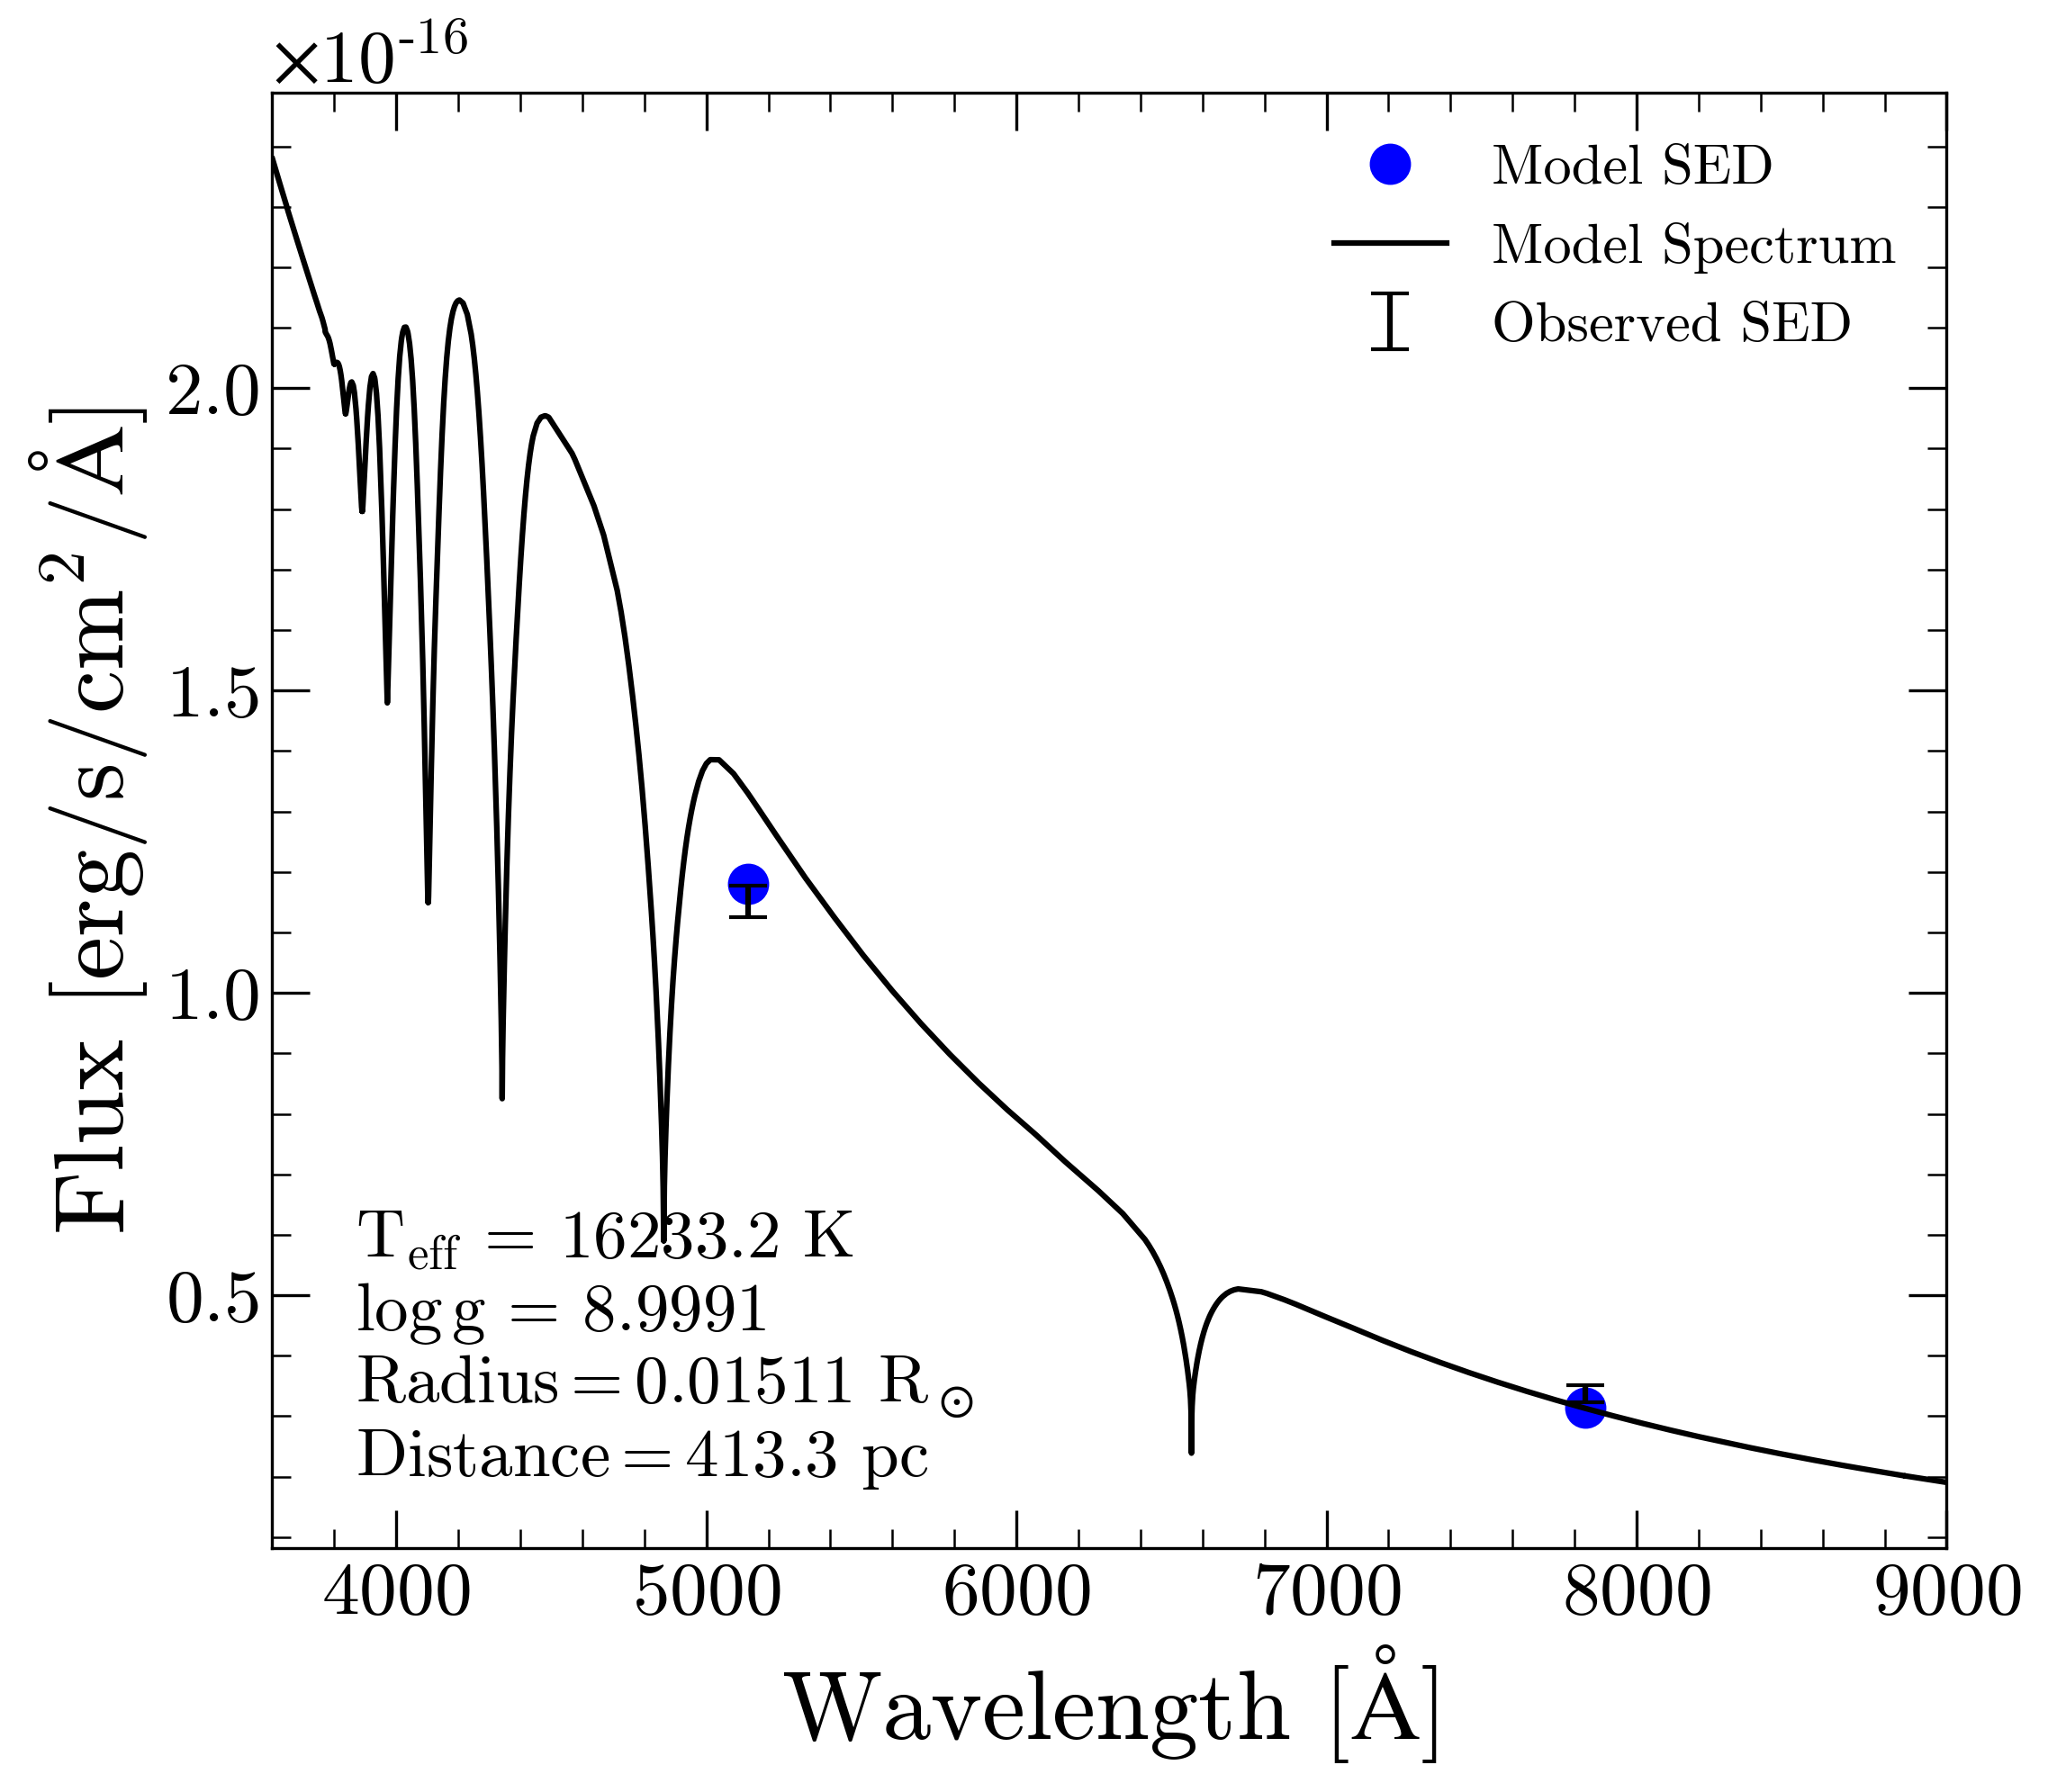 ×10⁻¹⁶
Model SED
Model Spectrum
Observed SED
2.0
1.5
1.0
0.5
Flux [erg/s/cm²/Å]
T_eff = 16233.2 K
log g = 8.9991
Radius = 0.01511 R_⊙
Distance = 413.3 pc
4000 5000 6000 7000 8000 9000
Wavelength [Å]